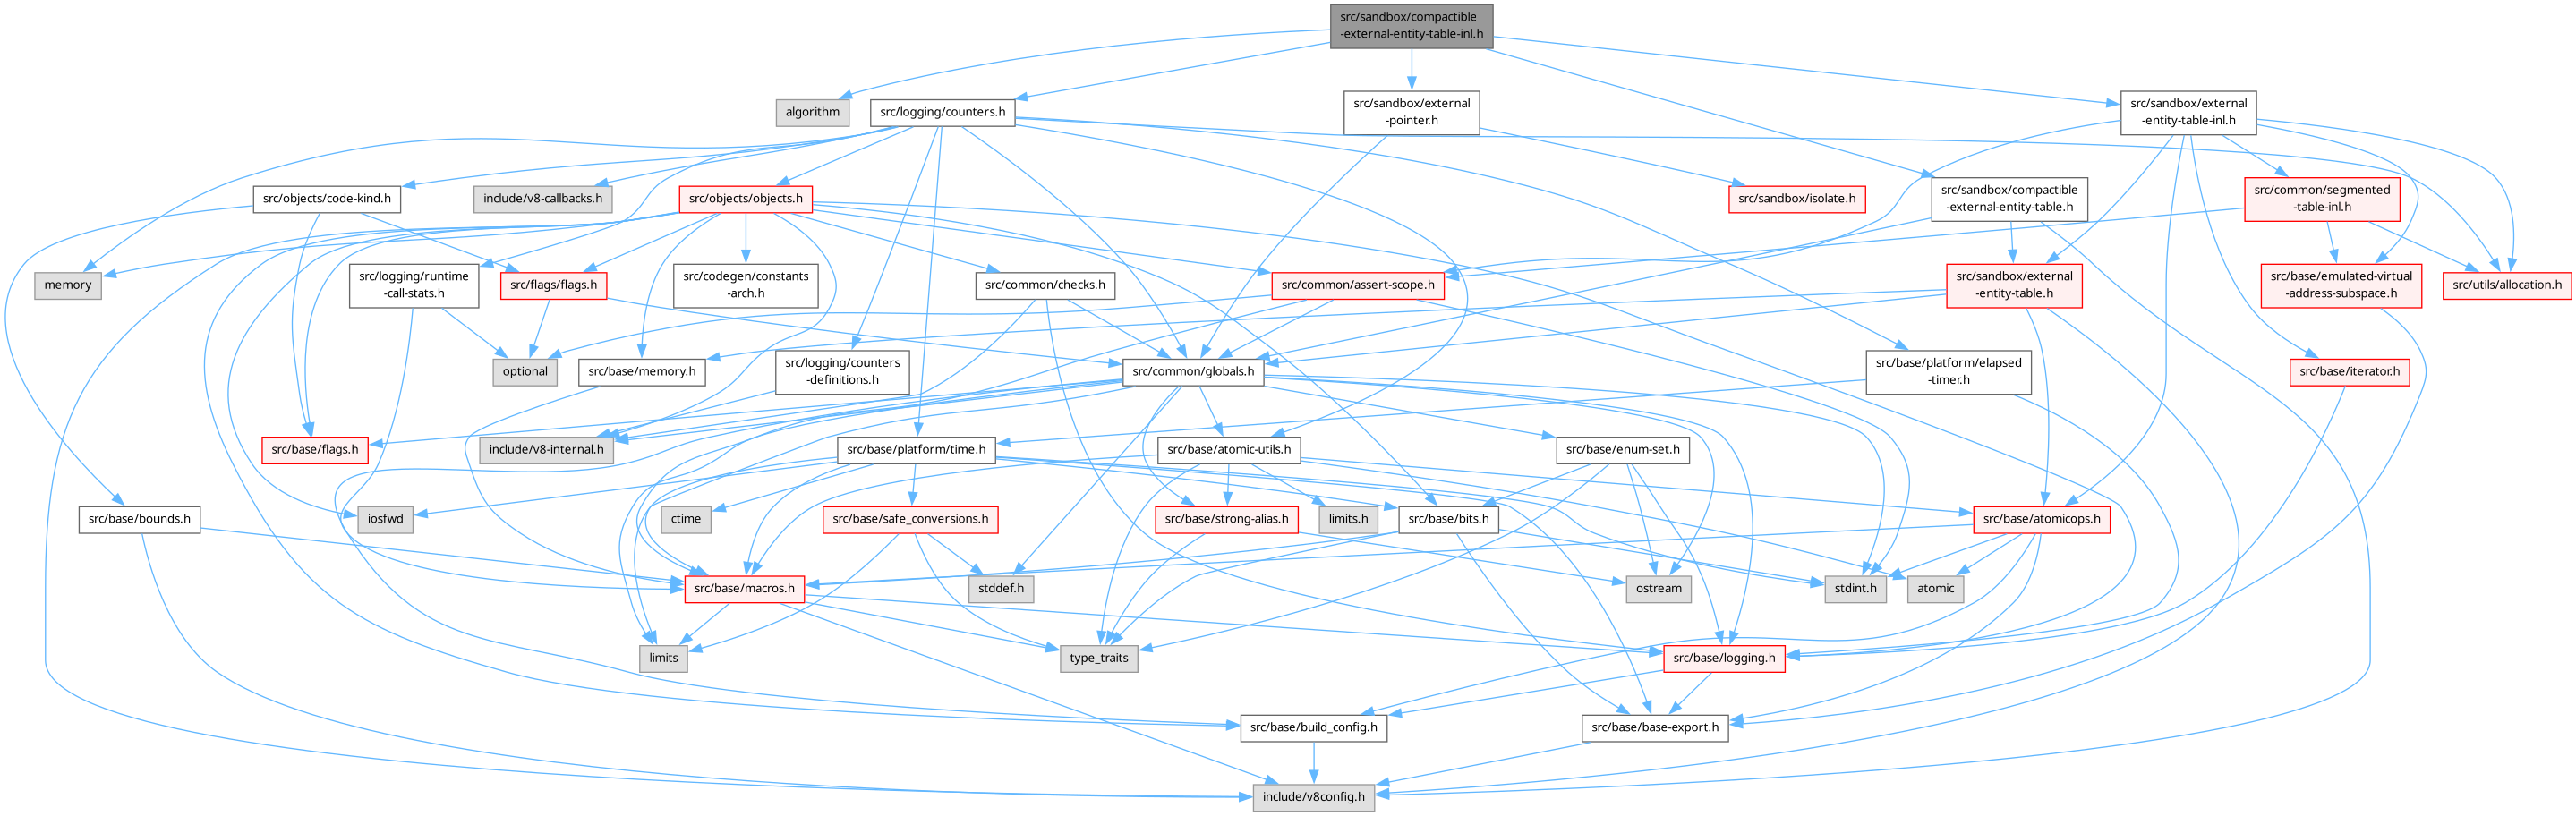 src/sandbox/compactible
-external-entity-table-inl.h
algorithm
src/logging/counters.h
src/sandbox/external
-pointer.h
src/sandbox/external
-entity-table-inl.h
src/objects/code-kind.h
include/v8-callbacks.h
src/objects/objects.h
src/sandbox/isolate.h
src/sandbox/compactible
-external-entity-table.h
src/common/segmented
-table-inl.h
memory
src/logging/runtime
-call-stats.h
src/flags/flags.h
src/codegen/constants
-arch.h
src/common/checks.h
src/common/assert-scope.h
src/sandbox/external
-entity-table.h
src/base/emulated-virtual
-address-subspace.h
src/utils/allocation.h
optional
src/base/memory.h
src/logging/counters
-definitions.h
src/common/globals.h
src/base/platform/elapsed
-timer.h
src/base/iterator.h
src/base/flags.h
include/v8-internal.h
src/base/platform/time.h
src/base/atomic-utils.h
src/base/enum-set.h
src/base/bounds.h
iosfwd
ctime
src/base/safe_conversions.h
src/base/strong-alias.h
limits.h
src/base/bits.h
src/base/atomicops.h
src/base/macros.h
stddef.h
ostream
stdint.h
atomic
limits
type_traits
src/base/logging.h
src/base/build_config.h
src/base/base-export.h
include/v8config.h